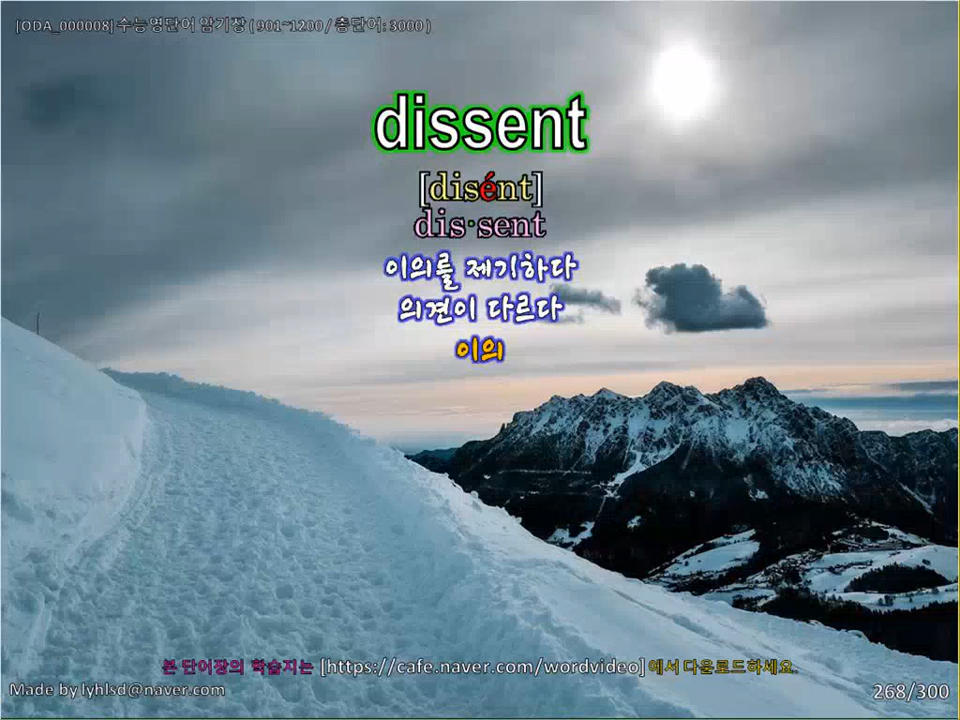 [ODA_000008] 수능영단어 암기장 ( 901~1200 / 총단어: 3000 )
dissent
[disént]
dis·sent
이의를 제기하다
의견이 다르다
이의
본 단어장의 학습지는 [https://cafe.naver.com/wordvideo] 에서 다운로드하세요.
Made by lyhlsd@naver.com
268/300